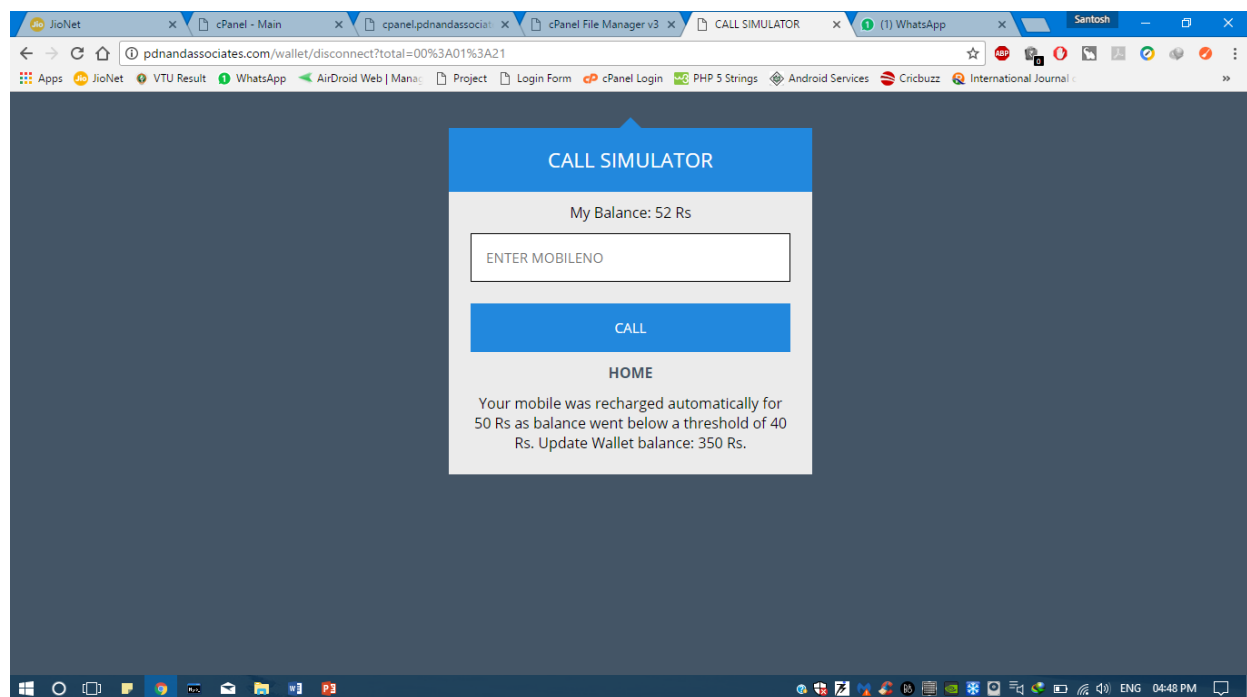 JioNet
cPanel - Main
cpanel.pdnandassociat
cPanel File Manager v3
CALL SIMULATOR
(1) WhatsApp
Santosh
pdnandassociates.com/wallet/disconnect?total=00%3A01%3A21
Apps JioNet VTU Result WhatsApp AirDroid Web | Manag Project Login Form cPanel Login PHP 5 Strings Android Services Cricbuzz International Journal
CALL SIMULATOR
My Balance: 52 Rs
ENTER MOBILENO
CALL
HOME
Your mobile was recharged automatically for
50 Rs as balance went below a threshold of 40
Rs. Update Wallet balance: 350 Rs.
ENG 04:48 PM